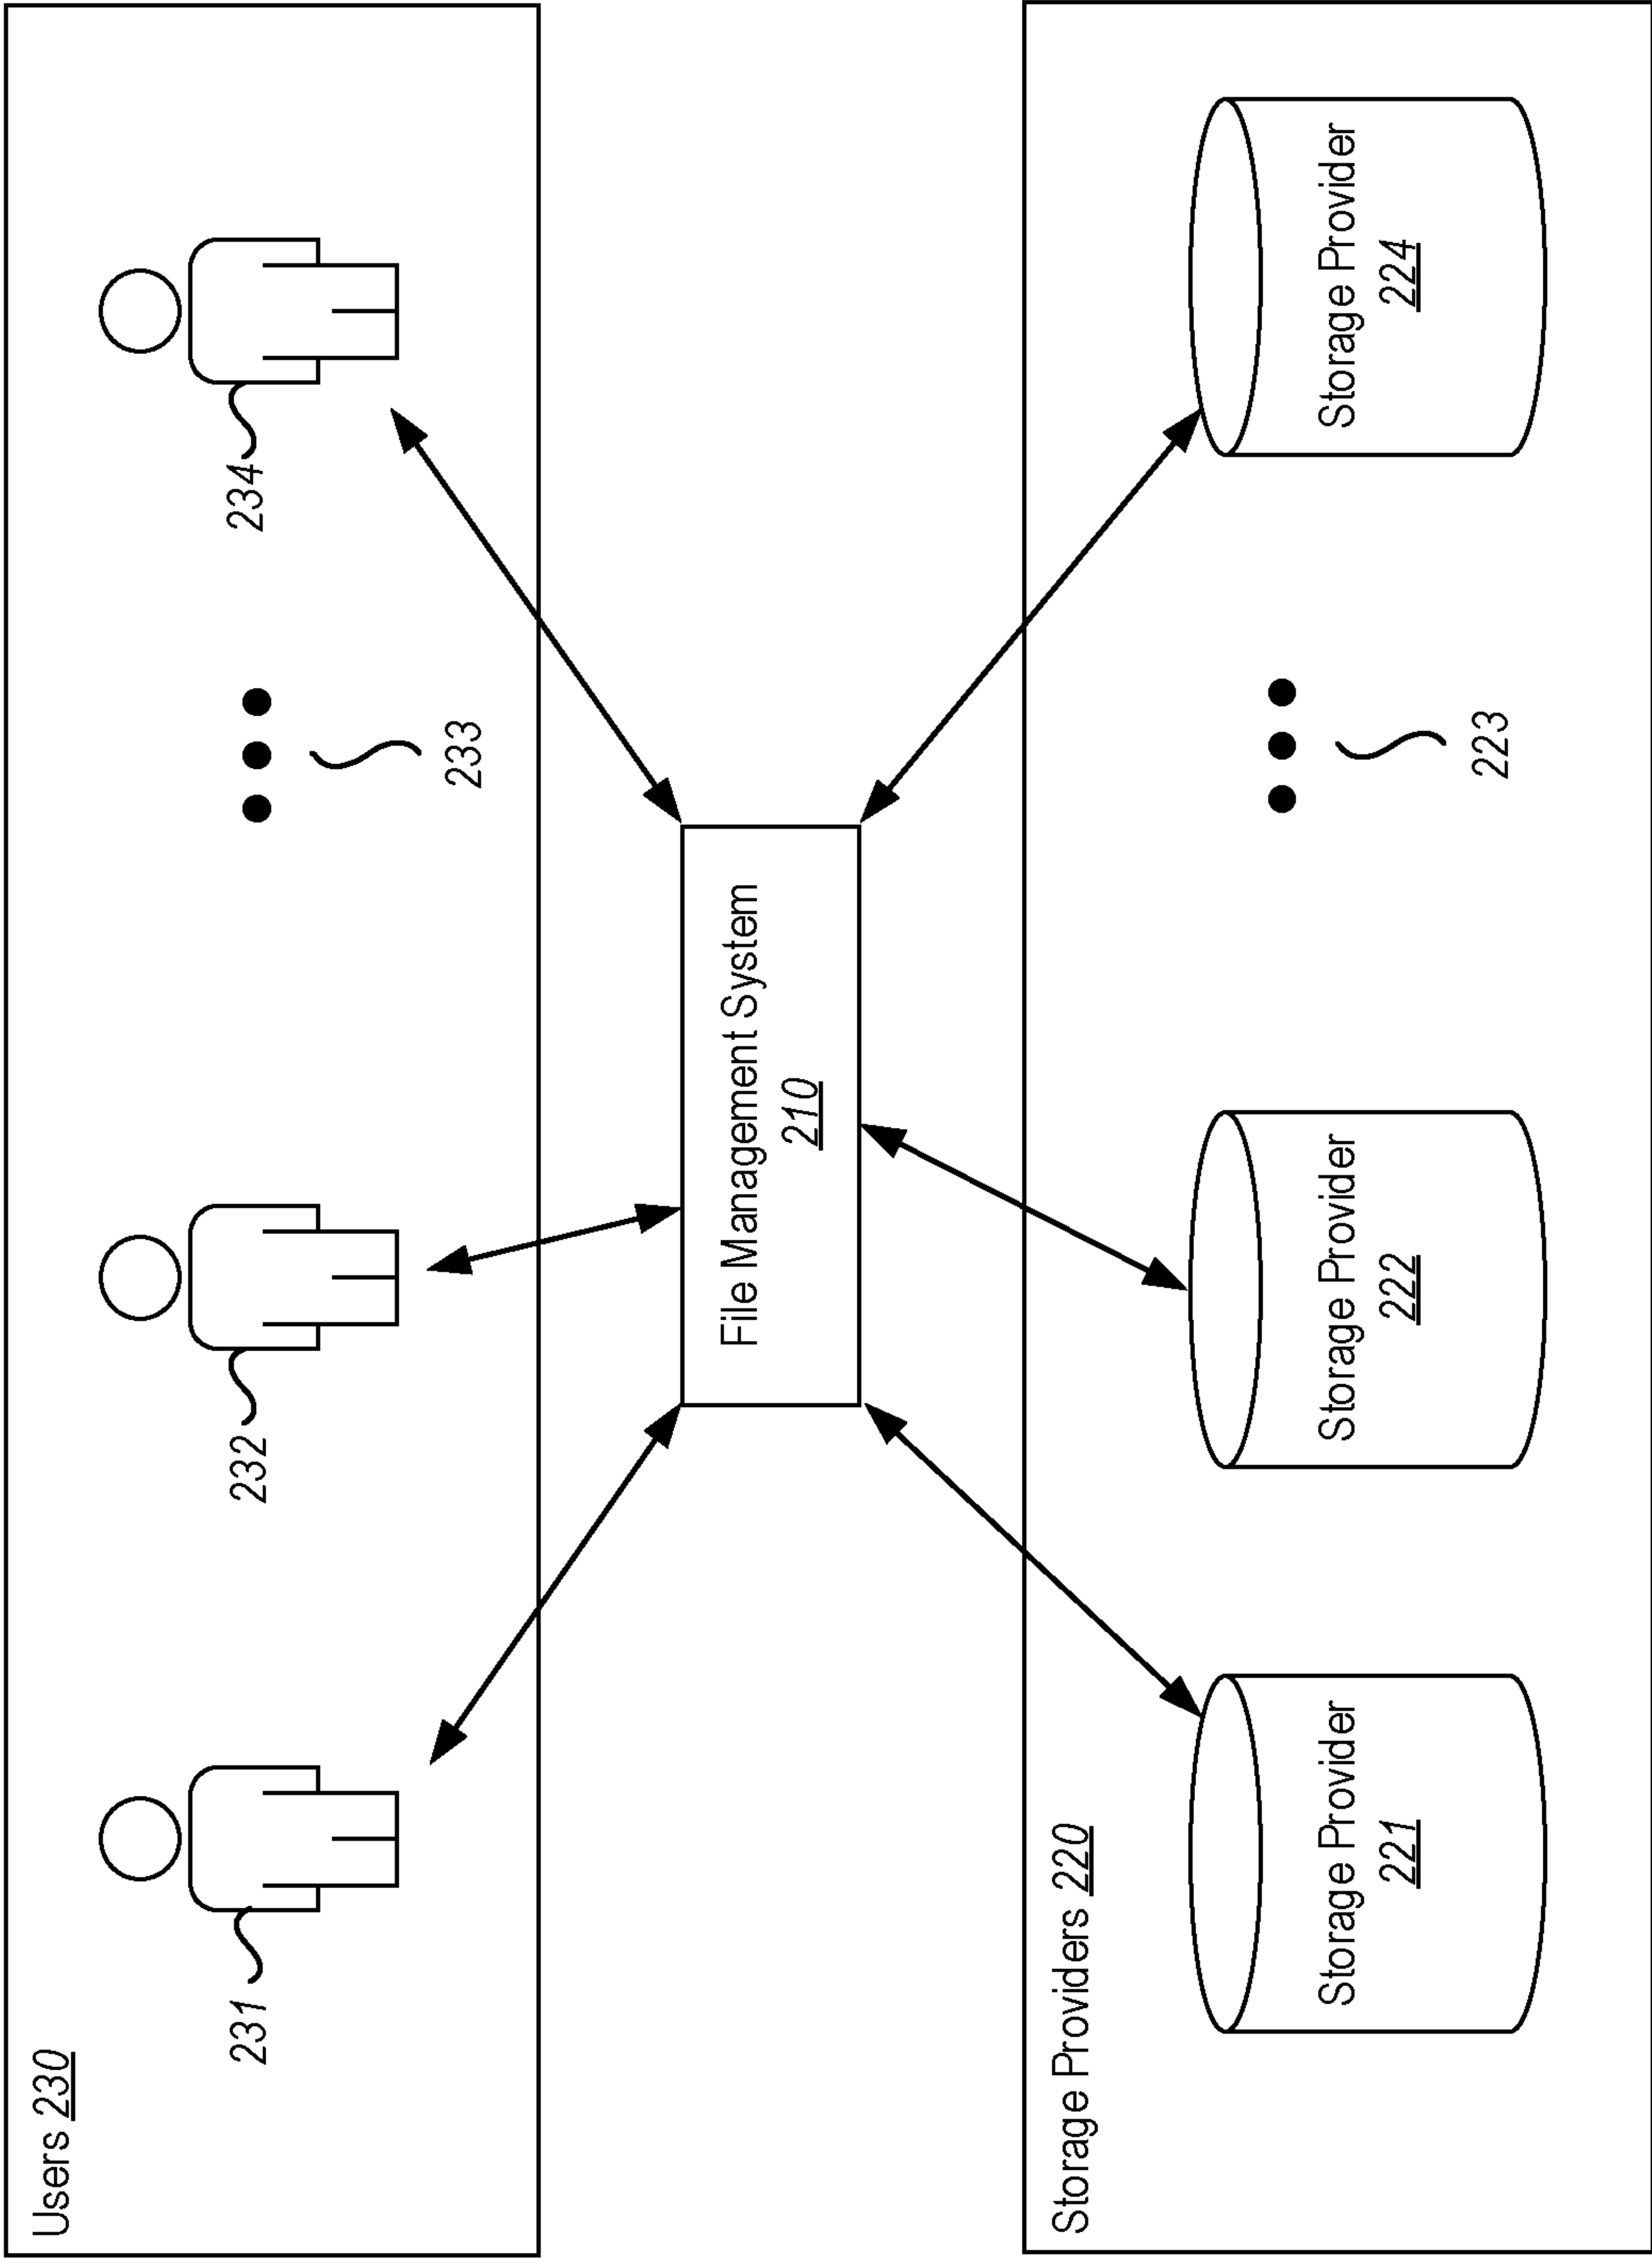 Users 230
231
232
233
234
File Management System
210
Storage Providers 220
Storage Provider
221
Storage Provider
222
223
Storage Provider
224